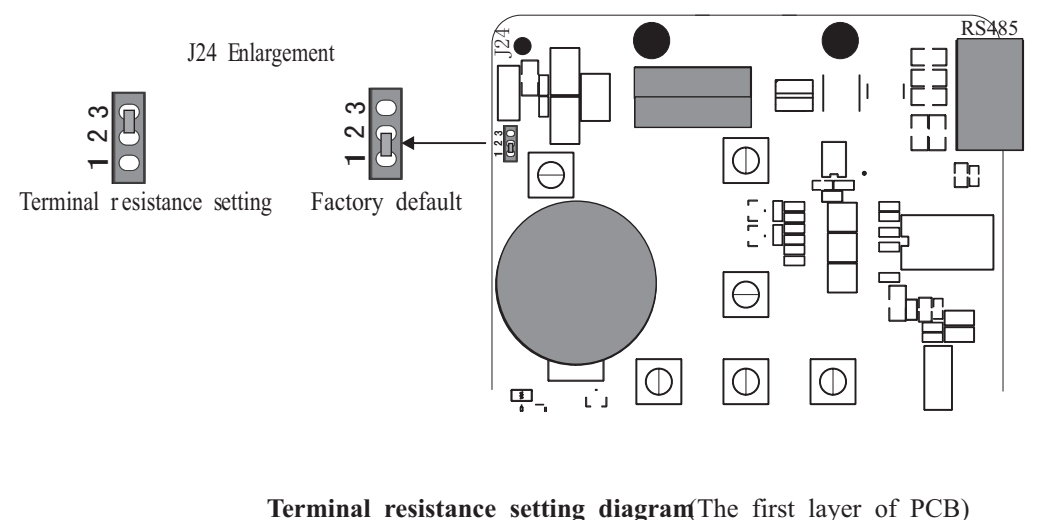 J24 Enlargement
1 2 3
1 2 3
Terminal resistance setting
Factory default
J24
1 2 3
RS485
Terminal resistance setting diagram(The first layer of PCB)